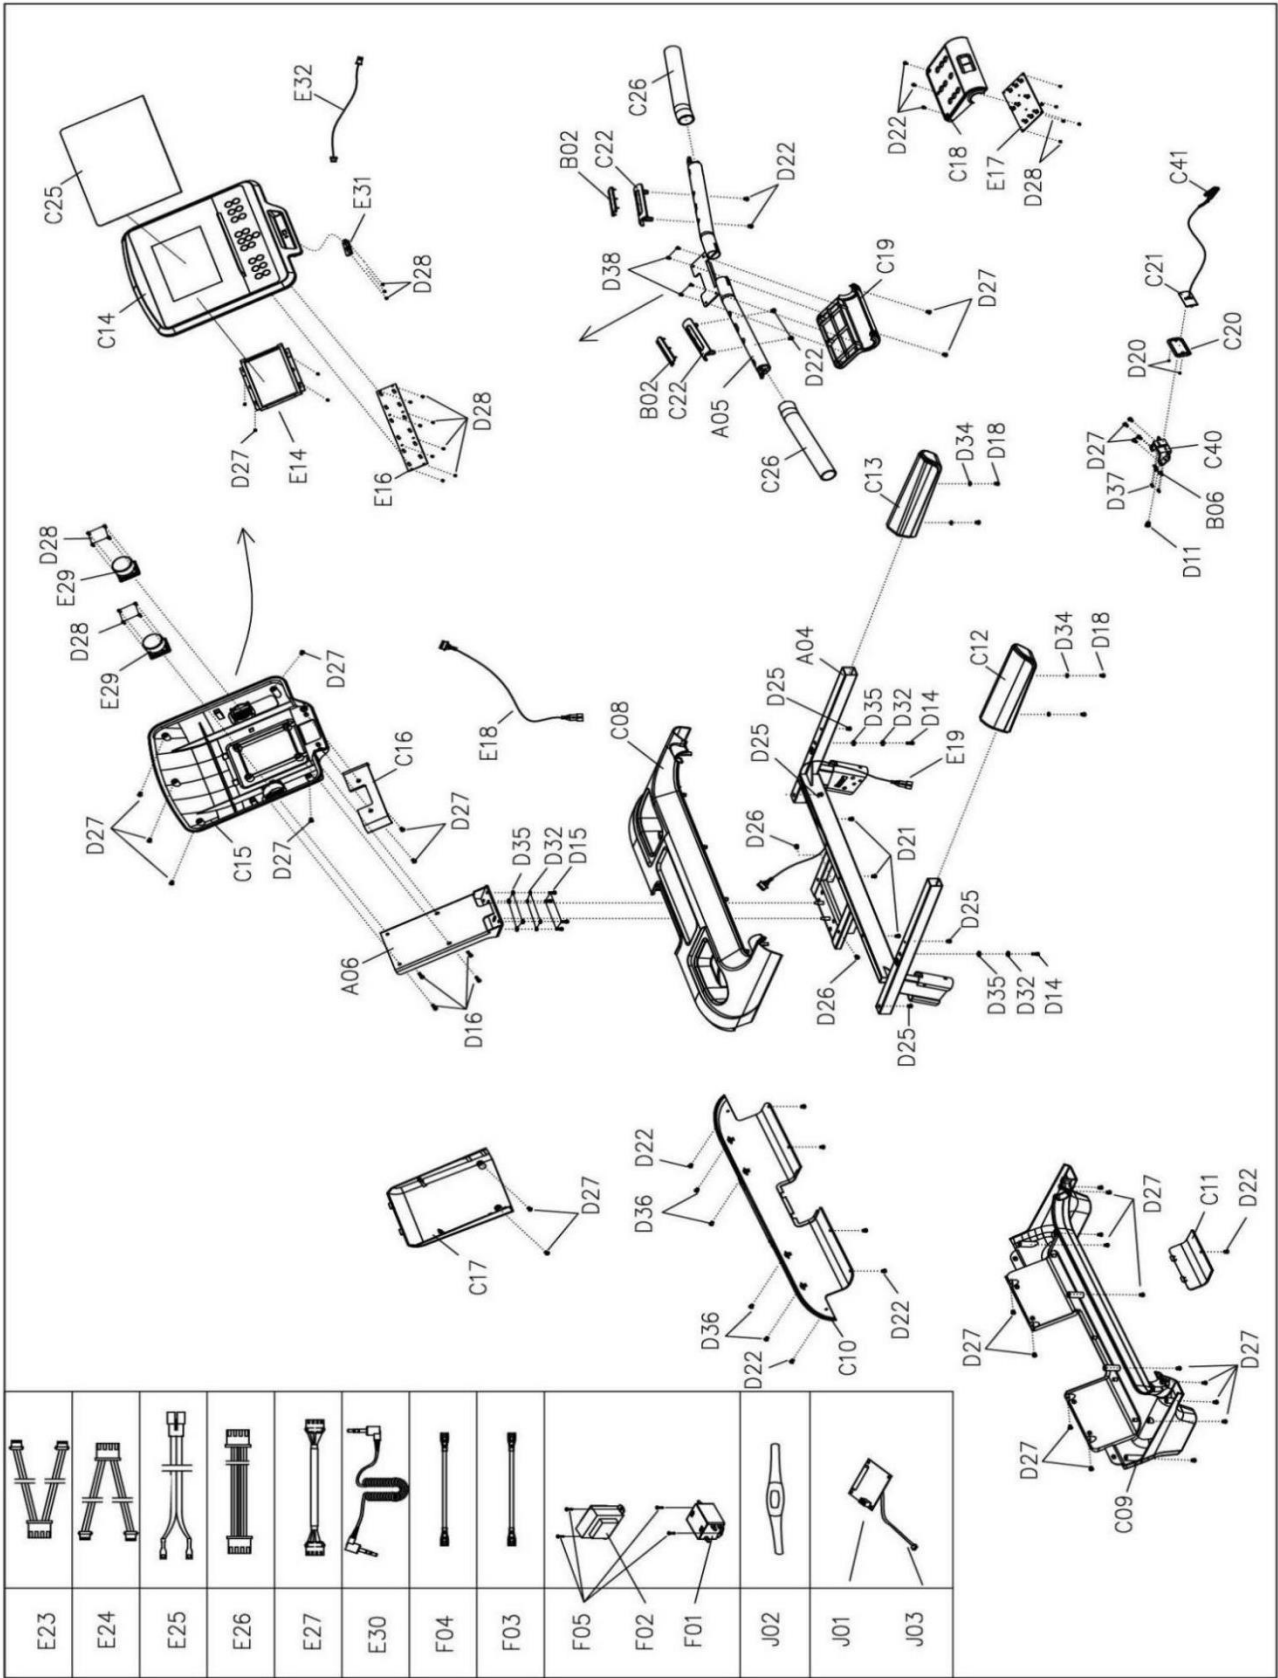 E32
C25
E31
C14
D28
D27
E14
E16
D28
C26
B02
C22
D22
D38
C19
D27
B02
C22
D22
A05
C26
D22
C18
E17
D28
C41
C21
C20
D20
D27
C40
D37
B06
D11
D28
E29
D28
E29
D27
D27
C15
D27
C16
D27
E18
A06
D35
D32
D15
D16
C08
C13
D34
D18
A04
D25
D35
D32
D14
D25
E19
C12
D34
D18
D26
D21
D26
D25
D25
D35
D32
D14
C17
D27
D22
D36
D36
D22
C10
D22
D27
C11
D22
D27
D27
D27
C09
E23
E24
E25
E26
E27
E30
F04
F03
F05
F02
F01
J02
J01
J03